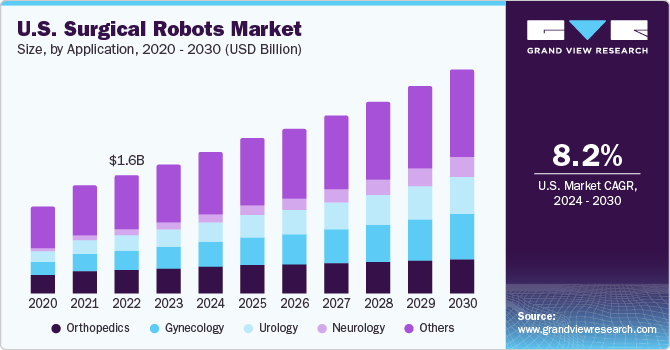 U.S. Surgical Robots Market
Size, by Application, 2020 - 2030 (USD Billion)
$1.6B
2020 2021 2022 2023 2024 2025 2026 2027 2028 2029 2030
Orthopedics Gynecology Urology Neurology Others
GRAND VIEW RESEARCH
8.2%
U.S. Market CAGR,
2024 - 2030
Source:
www.grandviewresearch.com